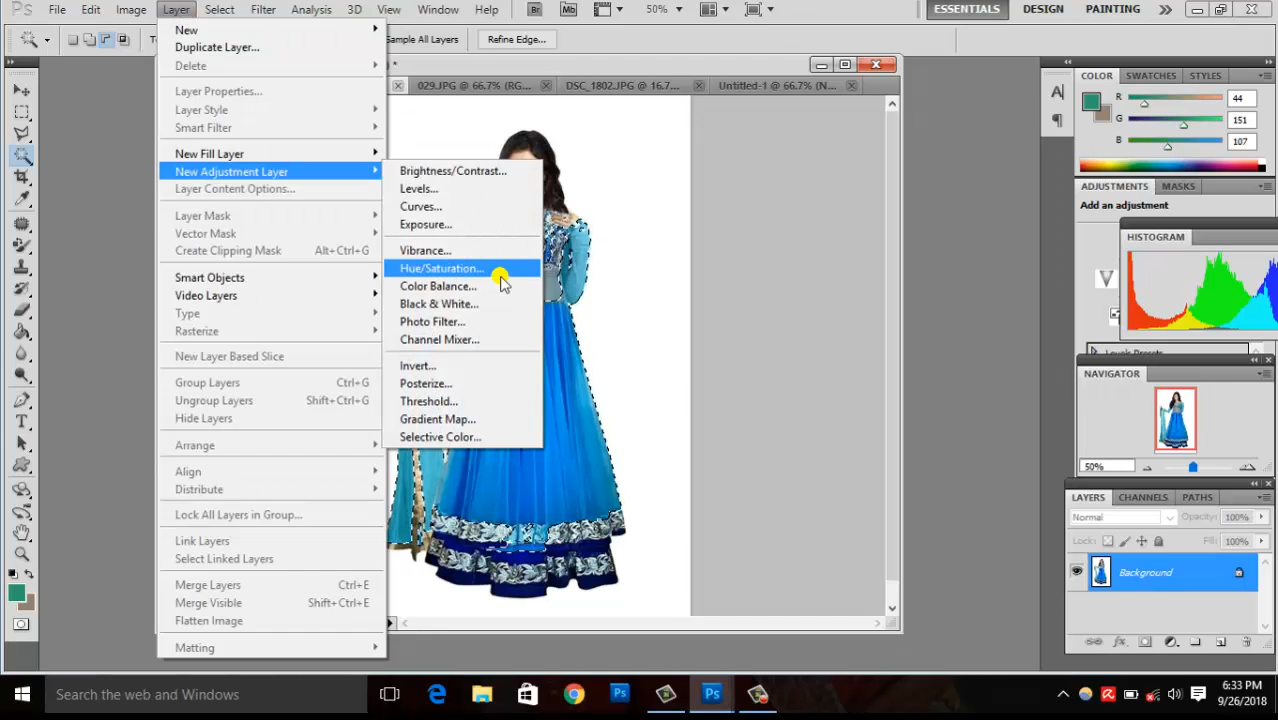 Ps File Edit Image Layer Select Filter Analysis 3D View Window Help Br Mb 50% ESSENTIALS DESIGN PAINTING
Sample All Layers Refine Edge...
029.JPG @ 66.7% (RG... DSC_1802.JPG @ 16.7... Untitled-1 @ 66.7% (N...
New
Duplicate Layer...
Delete
Layer Properties...
Layer Style
Smart Filter
New Fill Layer
New Adjustment Layer
Layer Content Options...
Layer Mask
Vector Mask
Create Clipping Mask Alt+Ctrl+G
Smart Objects
Video Layers
Type
Rasterize
New Layer Based Slice
Group Layers Ctrl+G
Ungroup Layers Shift+Ctrl+G
Hide Layers
Arrange
Align
Distribute
Lock All Layers in Group...
Link Layers
Select Linked Layers
Merge Layers Ctrl+E
Merge Visible Shift+Ctrl+E
Flatten Image
Matting
Brightness/Contrast...
Levels...
Curves...
Exposure...
Vibrance...
Hue/Saturation...
Color Balance...
Black & White...
Photo Filter...
Channel Mixer...
Invert...
Posterize...
Threshold...
Gradient Map...
Selective Color...
COLOR SWATCHES STYLES
R 44
G 151
B 107
ADJUSTMENTS MASKS
Add an adjustment
HISTOGRAM
Levels Presets
NAVIGATOR
50%
LAYERS CHANNELS PATHS
Normal Opacity: 100%
Lock: Fill: 100%
Background
Search the web and Windows
6:33 PM
9/26/2018